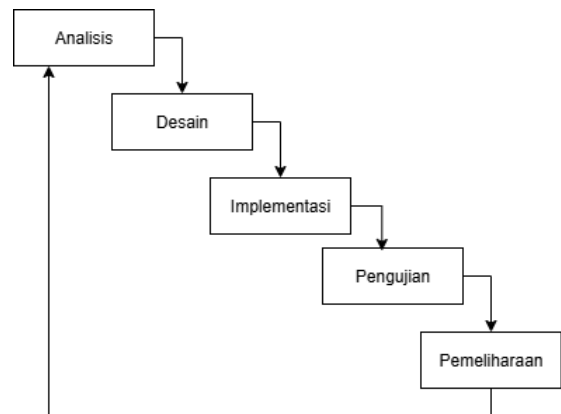 Analisis
Desain
Implementasi
Pengujian
Pemeliharaan